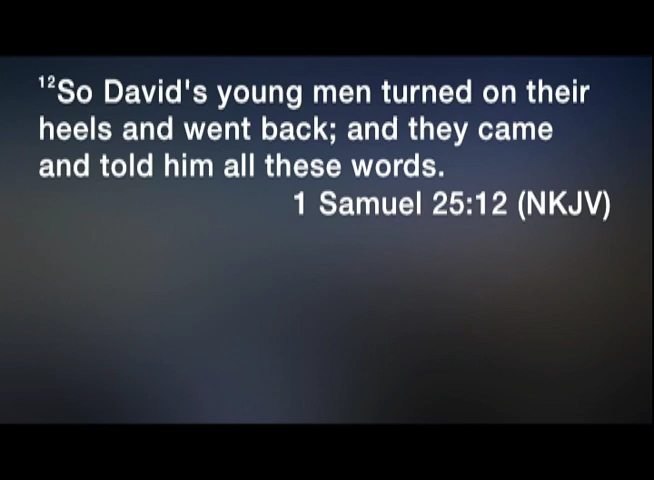 ¹²So David's young men turned on their
heels and went back; and they came
and told him all these words.
1 Samuel 25:12 (NKJV)